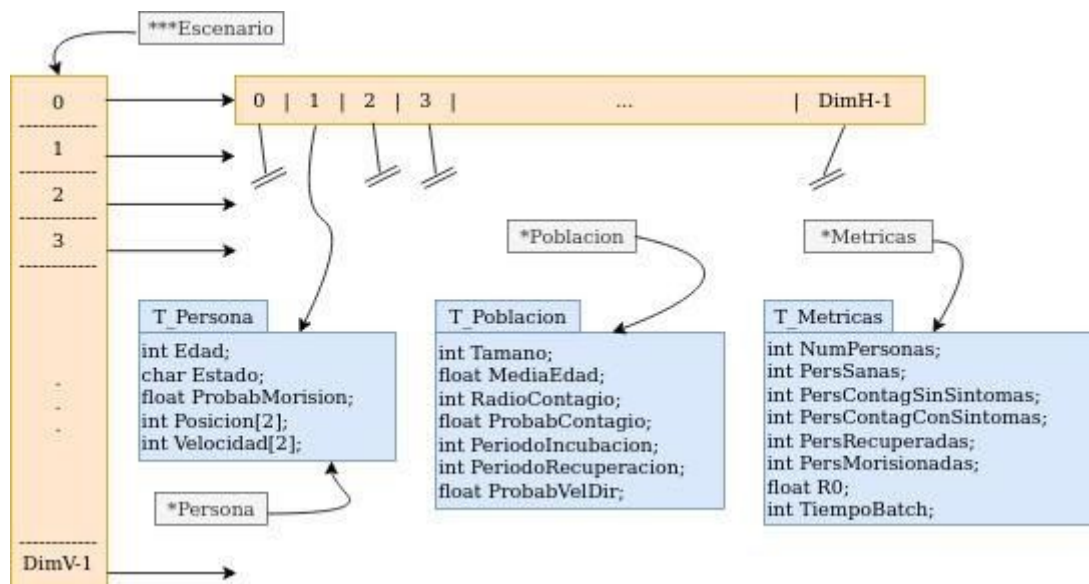 ***Escenario
0 | 1 | 2 | 3 | ... | DimH-1
0
1
2
3
.
.
.
DimV-1
*Poblacion
*Metricas
T_Persona
int Edad;
char Estado;
float ProbabMorision;
int Posicion[2];
int Velocidad[2];
*Persona
T_Poblacion
int Tamano;
float MediaEdad;
int RadioContagio;
float ProbabContagio;
int PeriodoIncubacion;
int PeriodoRecuperacion;
float ProbabVelDir;
T_Metricas
int NumPersonas;
int PersSanas;
int PersContagSinSintomas;
int PersContagConSintomas;
int PersRecuperadas;
int PersMorisionadas;
float R0;
int TiempoBatch;